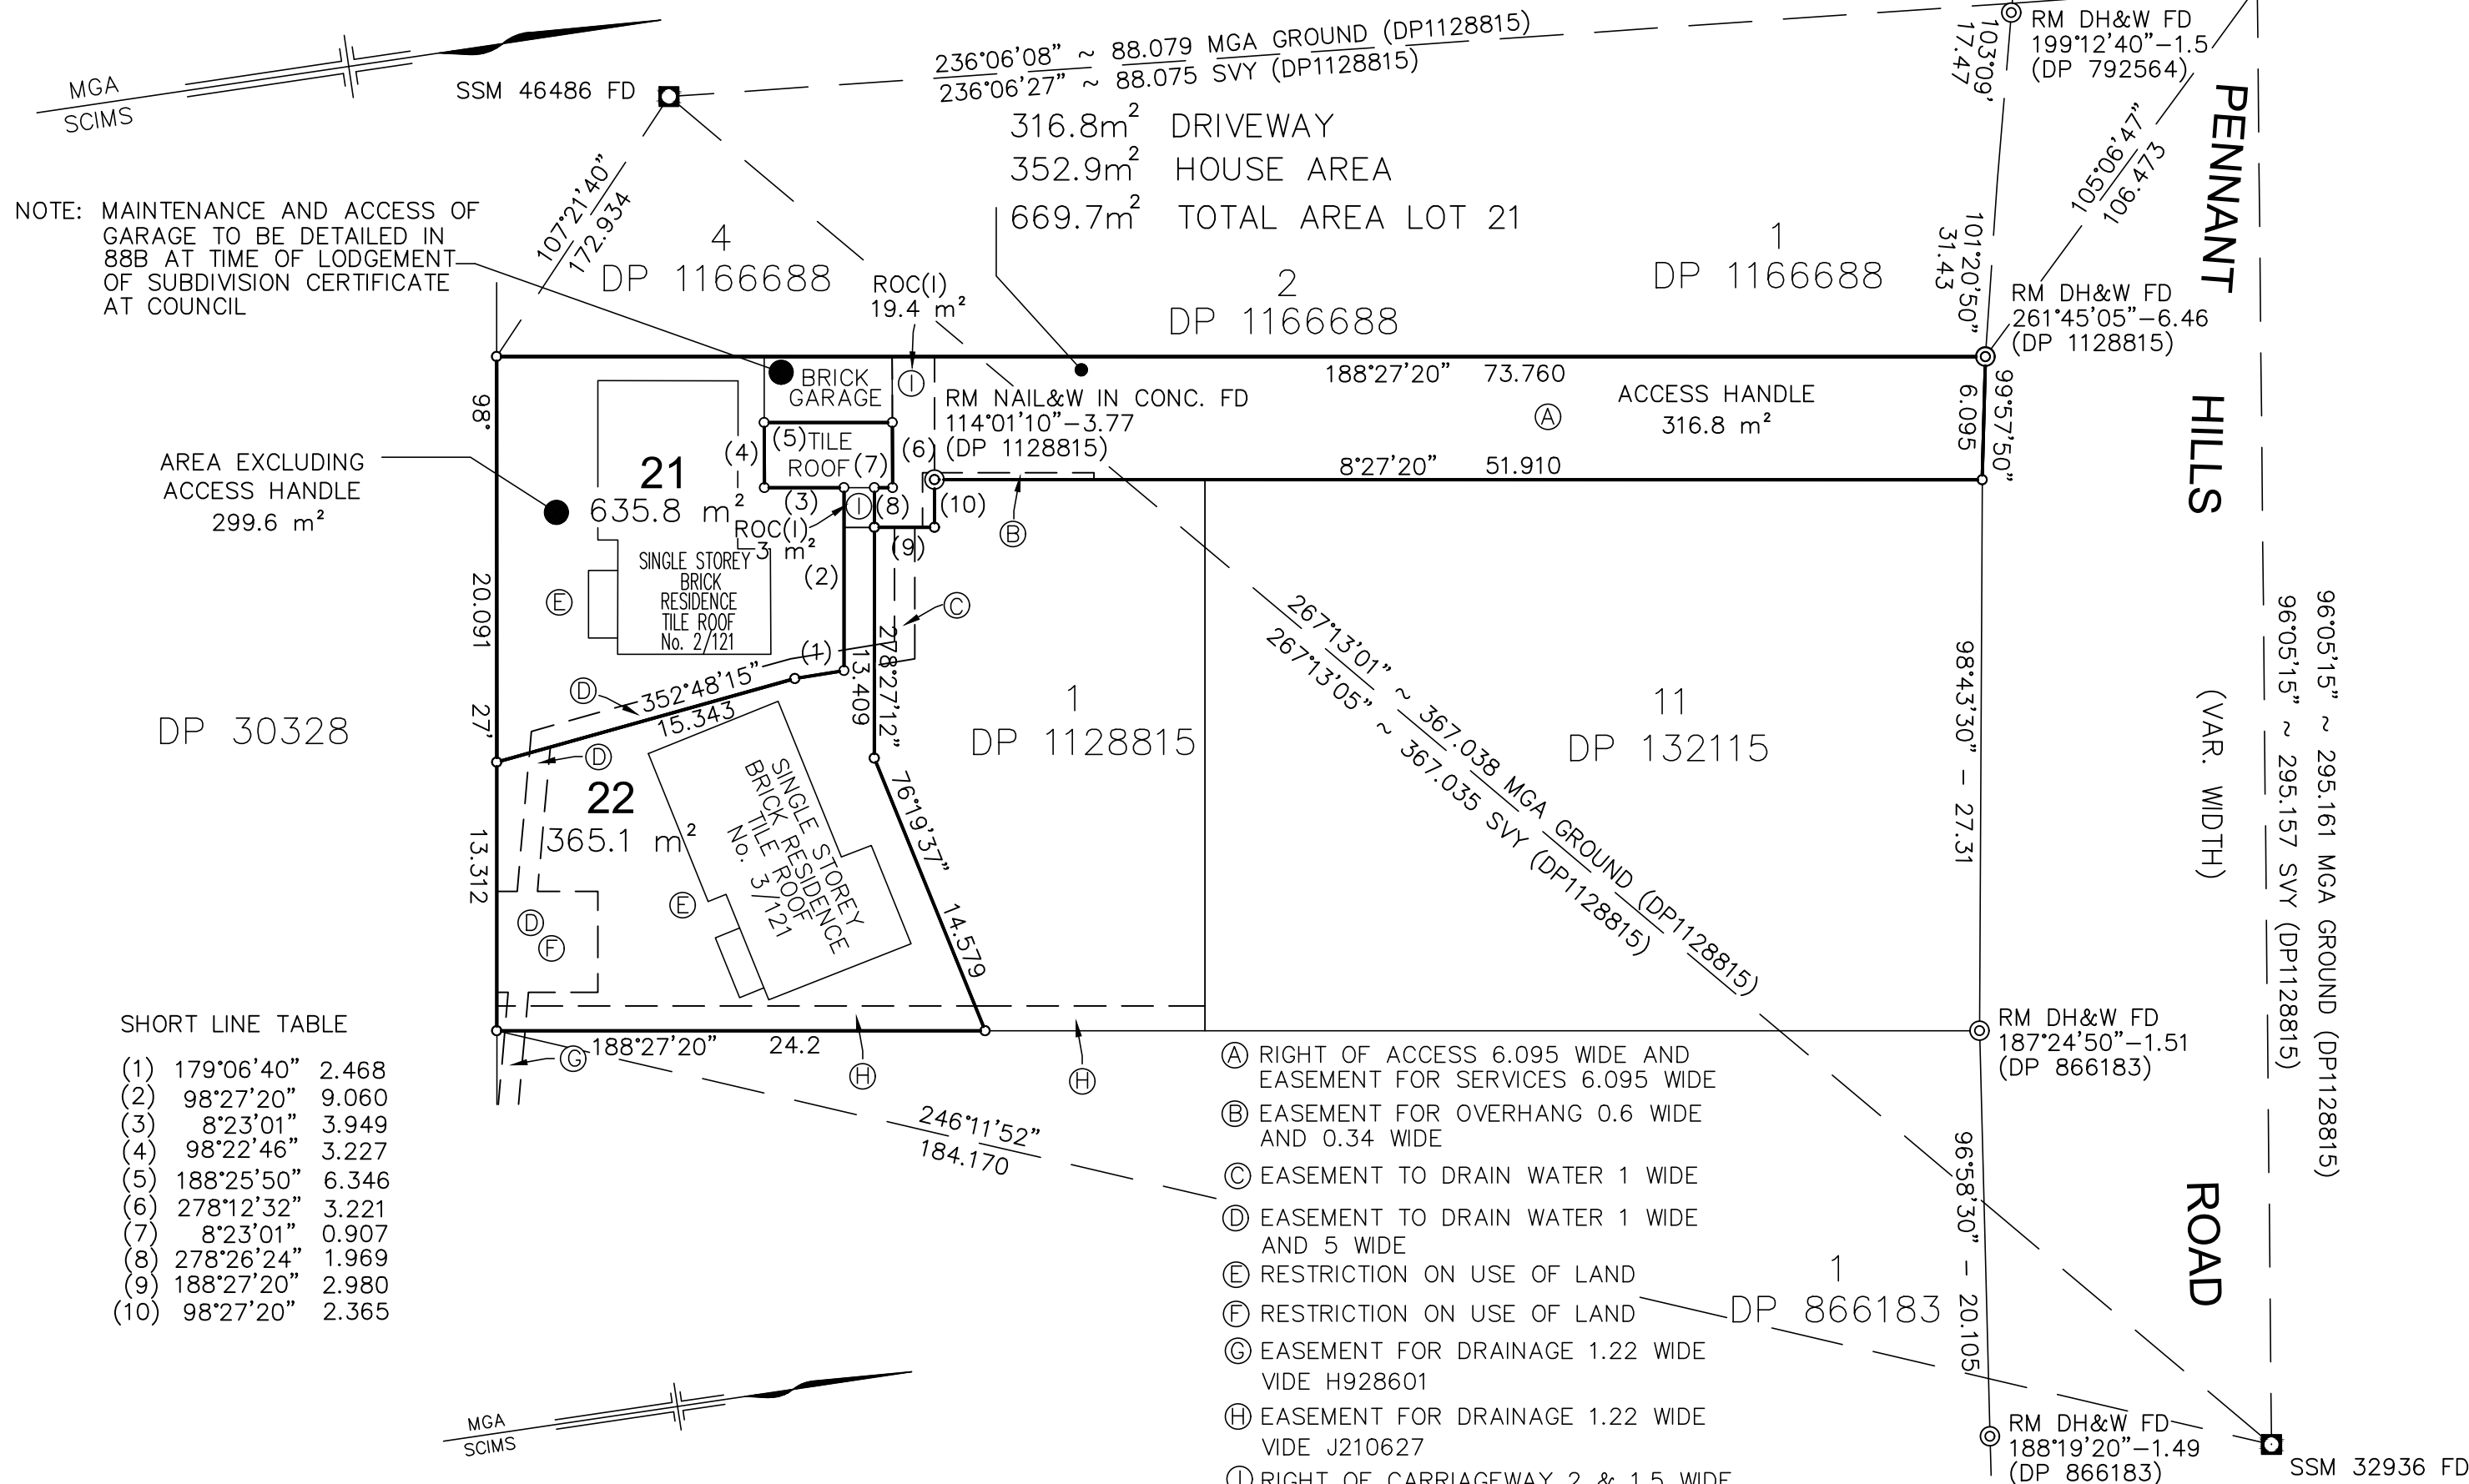 MGA
SCIMS
SSM 46486 FD
236°06'08" ~ 88.079 MGA GROUND (DP1128815)
236°06'27" ~ 88.075 SVY (DP1128815)
316.8m² DRIVEWAY
352.9m² HOUSE AREA
669.7m² TOTAL AREA LOT 21
103°09'
17.47
RM DH&W FD
199°12'40"-1.5
(DP 792564)
105°06'47"
106.473
PENNANT
HILLS
ROAD
(VAR. WIDTH)
NOTE: MAINTENANCE AND ACCESS OF
GARAGE TO BE DETAILED IN
88B AT TIME OF LODGEMENT
OF SUBDIVISION CERTIFICATE
AT COUNCIL
107°21'40"
172.934
4
DP 1166688
ROC(I)
19.4 m²
2
DP 1166688
1
DP 1166688
101°20'50"
31.43
RM DH&W FD
261°45'05"-6.46
(DP 1128815)
BRICK
GARAGE
I
RM NAIL&W IN CONC. FD
114°01'10"-3.77
(DP 1128815)
188°27'20" 73.760
A
ACCESS HANDLE
316.8 m²
6.095
99°57'50"
8°27'20" 51.910
98°
20.091
27'
13.312
AREA EXCLUDING
ACCESS HANDLE
299.6 m²
21
635.8 m²
(4)
(5)
TILE
ROOF
(7)
(6)
(3)
I
(8)
(10)
ROC(I)
3 m²
(9)
B
(2)
SINGLE STOREY
BRICK
RESIDENCE
TILE ROOF
No. 2/121
E
C
(1)
D
352°48'15"
15.343
13.409
278°27'12"
DP 30328
D
22
365.1 m²
SINGLE STOREY
BRICK RESIDENCE
TILE ROOF
No. 3/121
E
D
F
76°19'37"
14.579
1
DP 1128815
11
DP 132115
267°13'01" ~ 367.038 MGA GROUND (DP1128815)
267°13'05" ~ 367.035 SVY (DP1128815)
98°43'30" - 27.31
96°05'15" ~ 295.161 MGA GROUND (DP1128815)
96°05'15" ~ 295.157 SVY (DP1128815)
188°27'20" 24.2
G
H
H
246°11'52"
184.170
RM DH&W FD
187°24'50"-1.51
(DP 866183)
SHORT LINE TABLE
(1) 179°06'40" 2.468
(2) 98°27'20" 9.060
(3) 8°23'01" 3.949
(4) 98°22'46" 3.227
(5) 188°25'50" 6.346
(6) 278°12'32" 3.221
(7) 8°23'01" 0.907
(8) 278°26'24" 1.969
(9) 188°27'20" 2.980
(10) 98°27'20" 2.365
A RIGHT OF ACCESS 6.095 WIDE AND
EASEMENT FOR SERVICES 6.095 WIDE
B EASEMENT FOR OVERHANG 0.6 WIDE
AND 0.34 WIDE
C EASEMENT TO DRAIN WATER 1 WIDE
D EASEMENT TO DRAIN WATER 1 WIDE
AND 5 WIDE
E RESTRICTION ON USE OF LAND
F RESTRICTION ON USE OF LAND
G EASEMENT FOR DRAINAGE 1.22 WIDE
VIDE H928601
H EASEMENT FOR DRAINAGE 1.22 WIDE
VIDE J210627
I RIGHT OF CARRIAGEWAY 2 & 1.5 WIDE
1
DP 866183
96°58'30" - 20.105
RM DH&W FD
188°19'20"-1.49
(DP 866183)
SSM 32936 FD
MGA
SCIMS